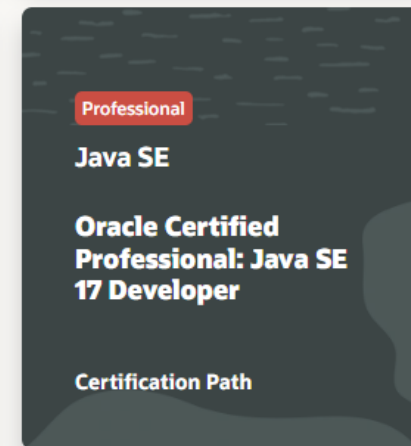 Professional
Java SE
Oracle Certified
Professional: Java SE
17 Developer
Certification Path